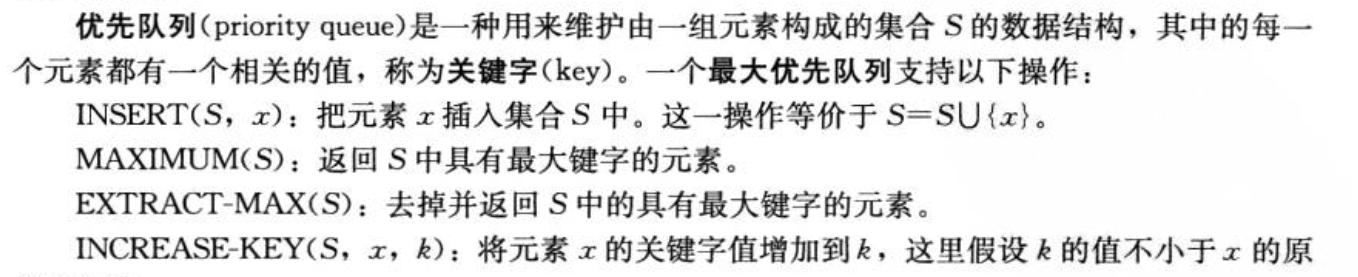 优先队列(priority queue)是一种用来维护由一组元素构成的集合 S 的数据结构，其中的每一
个元素都有一个相关的值，称为关键字(key)。一个最大优先队列支持以下操作：
INSERT(S, x)：把元素 x 插入集合 S 中。这一操作等价于 S=S∪{x}。
MAXIMUM(S)：返回 S 中具有最大键字的元素。
EXTRACT-MAX(S)：去掉并返回 S 中的具有最大键字的元素。
INCREASE-KEY(S, x, k)：将元素 x 的关键字值增加到 k，这里假设 k 的值不小于 x 的原